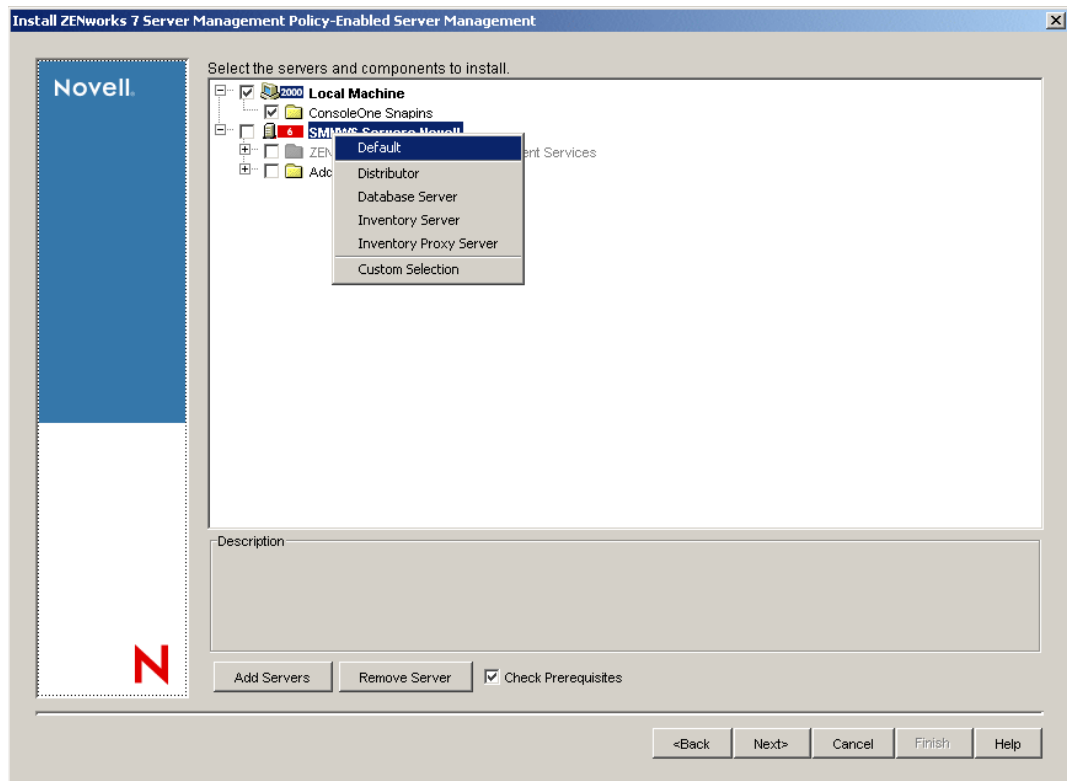 Install ZENworks 7 Server Management Policy-Enabled Server Management
Novell.
Select the servers and components to install.
2000 Local Machine
ConsoleOne Snapins
6
Default
ent Services
Distributor
Database Server
Inventory Server
Inventory Proxy Server
Custom Selection
Description
N
Add Servers Remove Server Check Prerequisites
<Back Next> Cancel Finish Help